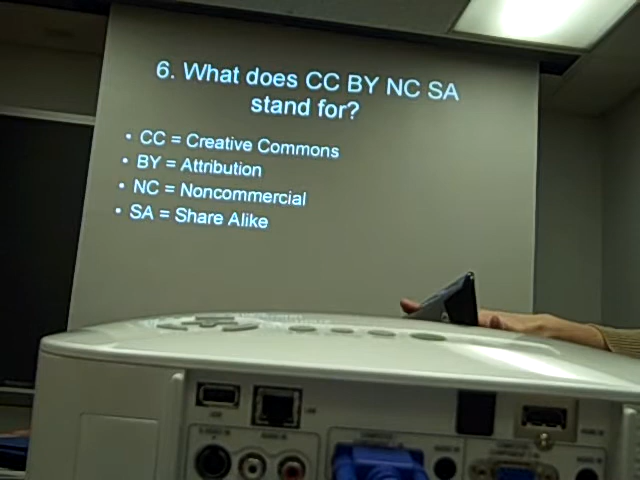 6. What does CC BY NC SA
stand for?
• CC = Creative Commons
• BY = Attribution
• NC = Noncommercial
• SA = Share Alike